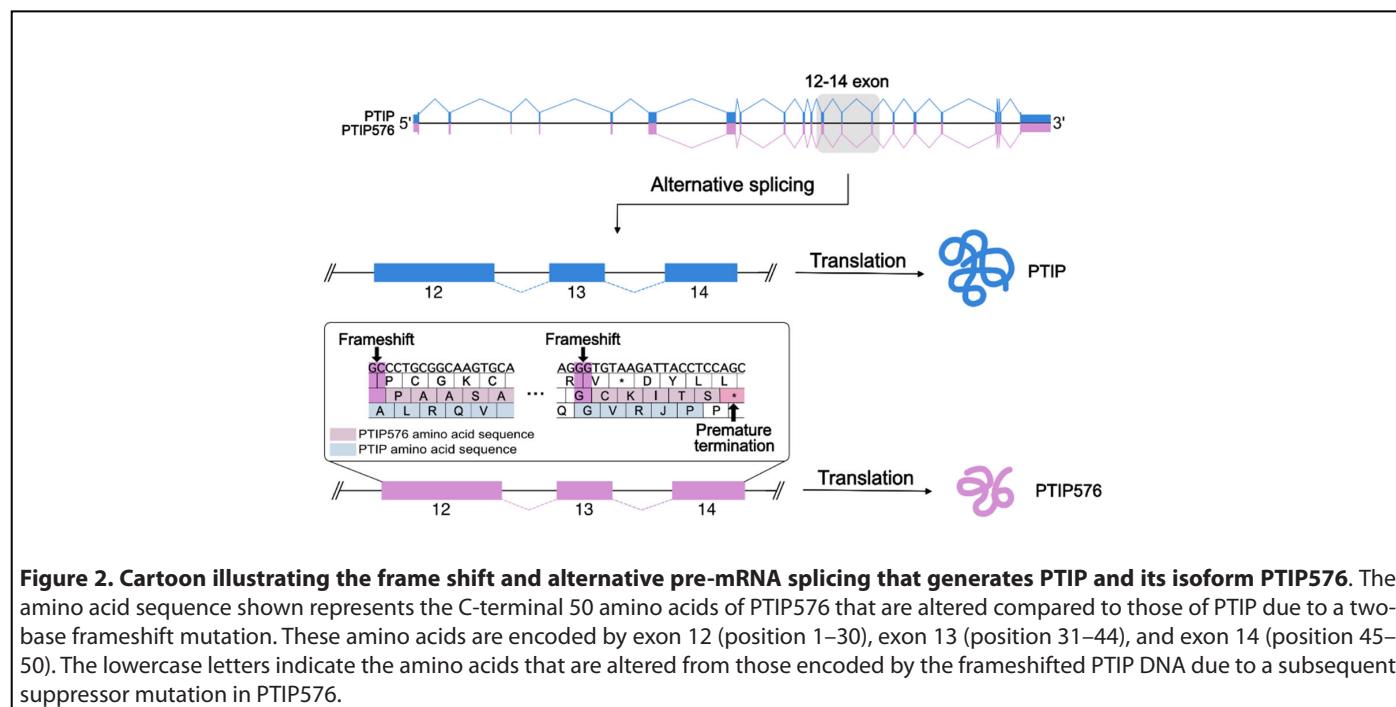 12-14 exon
PTIP
PTIP576
5'
3'
Alternative splicing
12
13
14
Translation
PTIP
Frameshift
Frameshift
GCCCTGCGGCAAGTGCA
AGGGTGTAAGATTACCTCCAGC
P C G K C
R V * D Y L L
P A A S A
...
G C K I T S *
A L R Q V
Q G V R J P P
PTIP576 amino acid sequence
PTIP amino acid sequence
Premature
termination
12
13
14
Translation
PTIP576
Figure 2. Cartoon illustrating the frame shift and alternative pre-mRNA splicing that generates PTIP and its isoform PTIP576. The
amino acid sequence shown represents the C-terminal 50 amino acids of PTIP576 that are altered compared to those of PTIP due to a two-
base frameshift mutation. These amino acids are encoded by exon 12 (position 1–30), exon 13 (position 31–44), and exon 14 (position 45–
50). The lowercase letters indicate the amino acids that are altered from those encoded by the frameshifted PTIP DNA due to a subsequent
suppressor mutation in PTIP576.